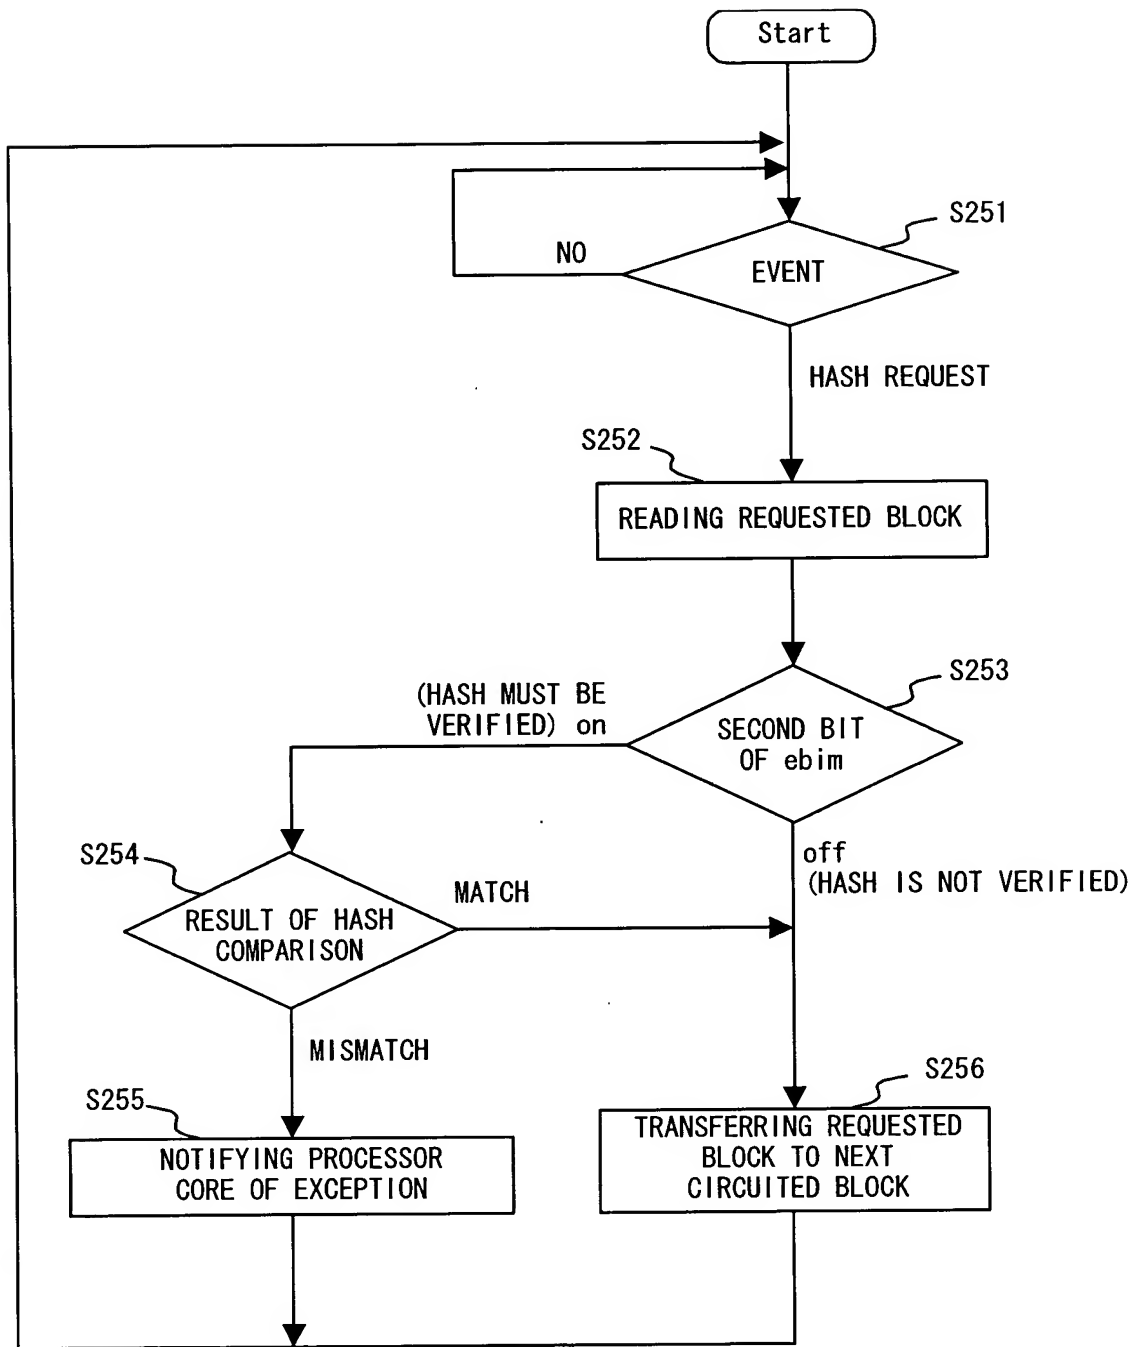 Start
S251
NO
EVENT
HASH REQUEST
S252
READING REQUESTED BLOCK
S253
(HASH MUST BE
VERIFIED) on
SECOND BIT
OF ebim
S254
off
(HASH IS NOT VERIFIED)
MATCH
RESULT OF HASH
COMPARISON
MISMATCH
S255
S256
NOTIFYING PROCESSOR
CORE OF EXCEPTION
TRANSFERRING REQUESTED
BLOCK TO NEXT
CIRCUITED BLOCK